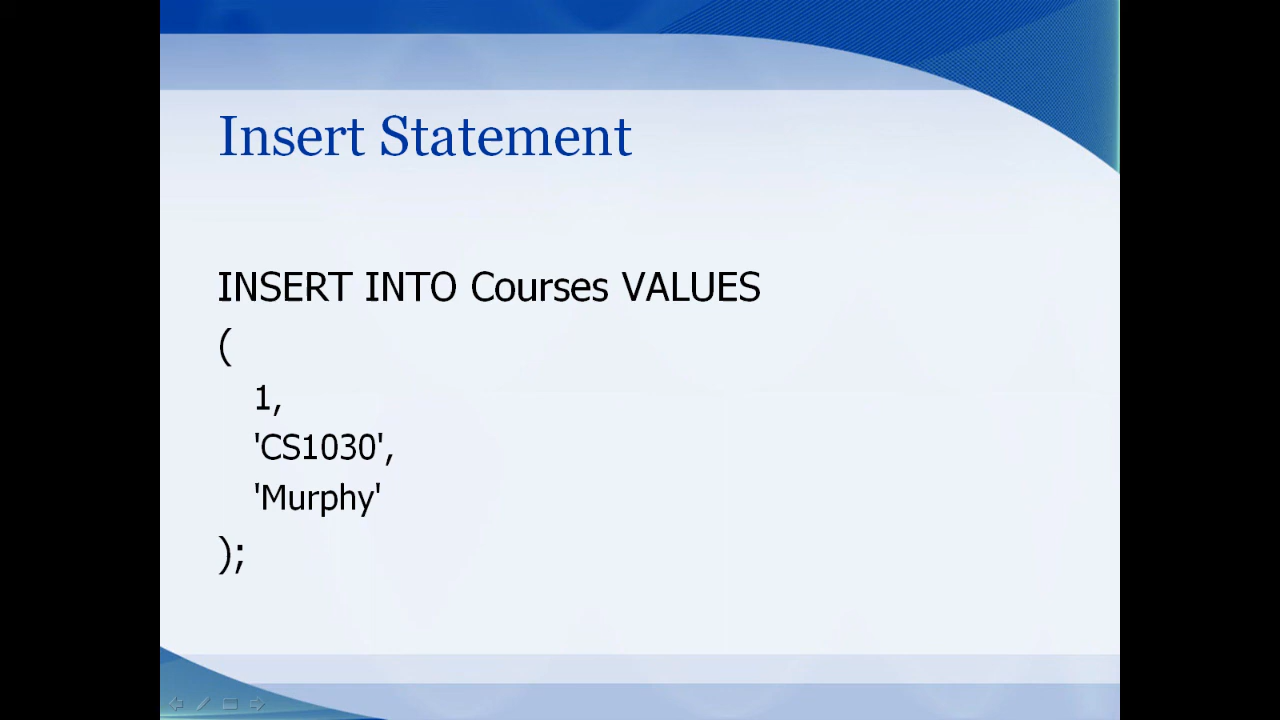 Insert Statement
INSERT INTO Courses VALUES
(
1,
'CS1030',
'Murphy'
);